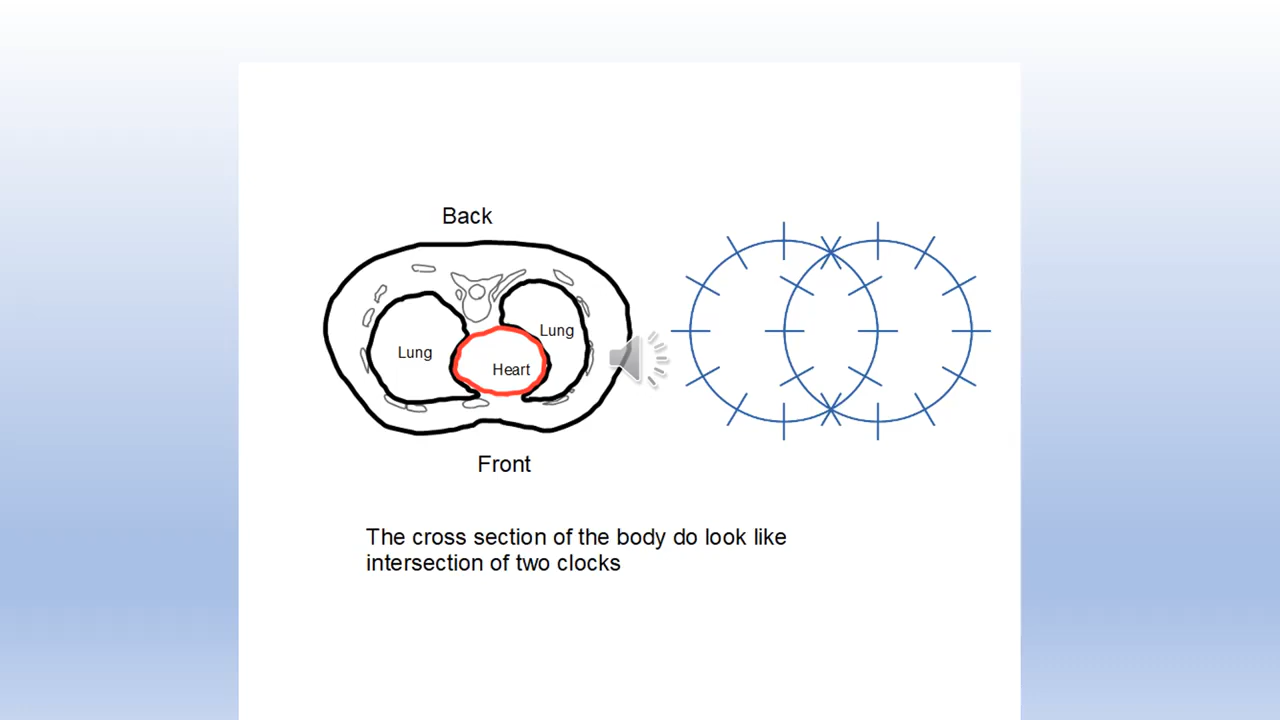 Back
Lung
Lung
Heart
Front
The cross section of the body do look like
intersection of two clocks